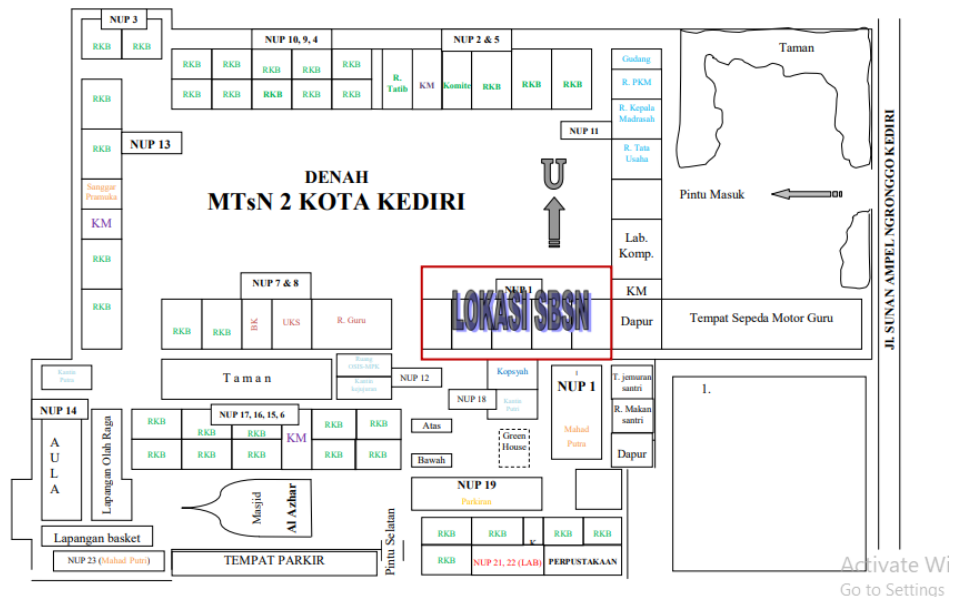 NUP 3
RKB
RKB
NUP 10, 9, 4
RKB
RKB
RKB
RKB
RKB
RKB
RKB
RKB
RKB
RKB
NUP 2 & 5
R.
Tatib
KM
Komite
RKB
RKB
RKB
Gudang
R. PKM
R. Kepala
Madrasah
R. Tata
Usaha
NUP 11
Taman
Pintu Masuk
JL SUNAN AMPEL NGRONGGO KEDIRI
RKB
RKB
NUP 13
Sanggar
Pramuka
KM
RKB
RKB
DENAH
MTsN 2 KOTA KEDIRI
U
Lab.
Komp.
KM
Dapur
Tempat Sepeda Motor Guru
NUP 7 & 8
RKB
RKB
BK
UKS
R. Guru
NUP 1
LOKASI SBSN
Kantin
Putra
Taman
Ruang
OSIS-MPK
Kantin
kejujuran
NUP 12
Kopsyah
NUP 18
Kantin
Putri
1
NUP 1
Mahad
Putra
T. jemuran
santri
R. Makan
santri
Dapur
1.
NUP 14
AULA
Lapangan Olah Raga
NUP 17, 16, 15, 6
RKB
RKB
RKB
KM
RKB
RKB
RKB
RKB
RKB
RKB
RKB
Atas
Bawah
Green
House
NUP 19
Parkiran
Masjid
Al Azhar
Lapangan basket
NUP 23 (Mahad Putri)
TEMPAT PARKIR
Pintu Selatan
RKB
RKB
K
RKB
RKB
RKB
NUP 21, 22 (LAB)
PERPUSTAKAAN
Activate Wi
Go to Settings